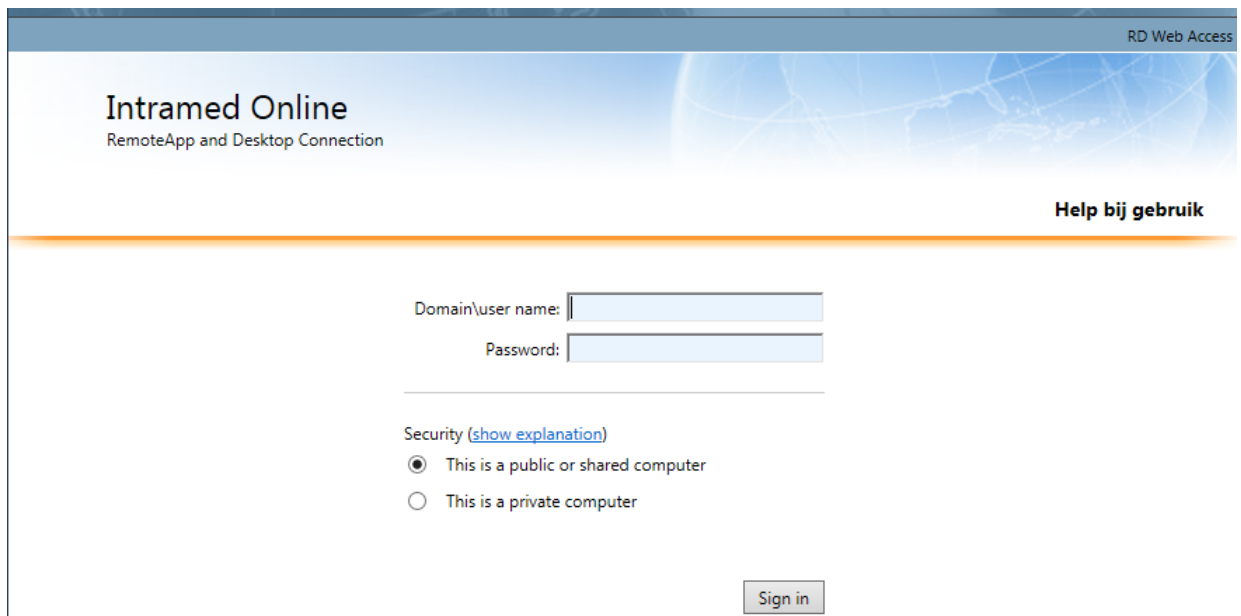 RD Web Access
Intramed Online
RemoteApp and Desktop Connection
Help bij gebruik
Domain\user name:
Password:
Security (show explanation)
This is a public or shared computer
This is a private computer
Sign in